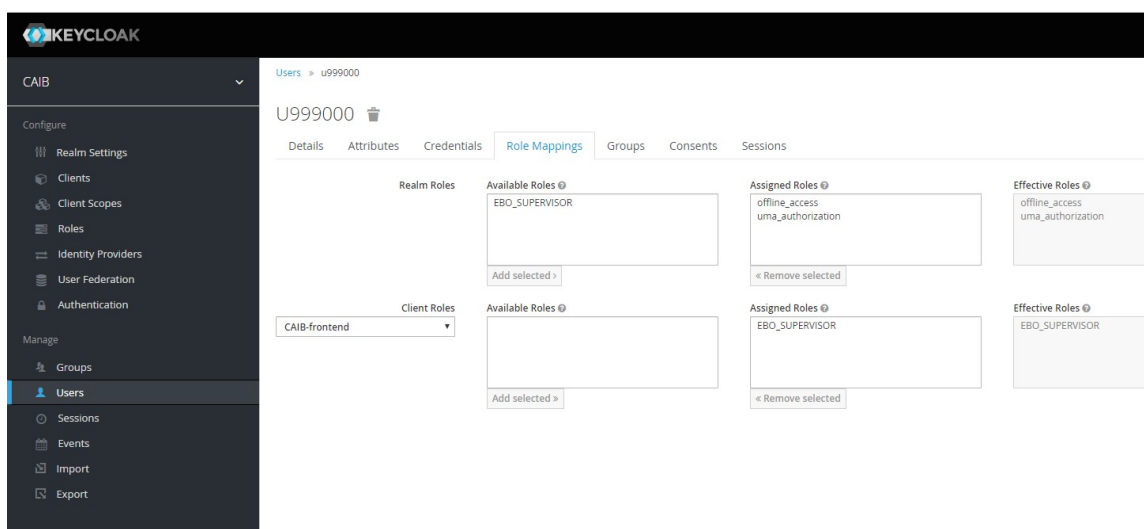 KEYCLOAK
CAIB
Configure
Realm Settings
Clients
Client Scopes
Roles
Identity Providers
User Federation
Authentication
Manage
Groups
Users
Sessions
Events
Import
Export
Users » u999000
U999000
Details Attributes Credentials Role Mappings Groups Consents Sessions
Realm Roles Available Roles Assigned Roles Effective Roles
EBO_SUPERVISOR offline_access offline_access
uma_authorization uma_authorization
Add selected › « Remove selected
Client Roles Available Roles Assigned Roles Effective Roles
CAIB-frontend EBO_SUPERVISOR EBO_SUPERVISOR
Add selected » « Remove selected